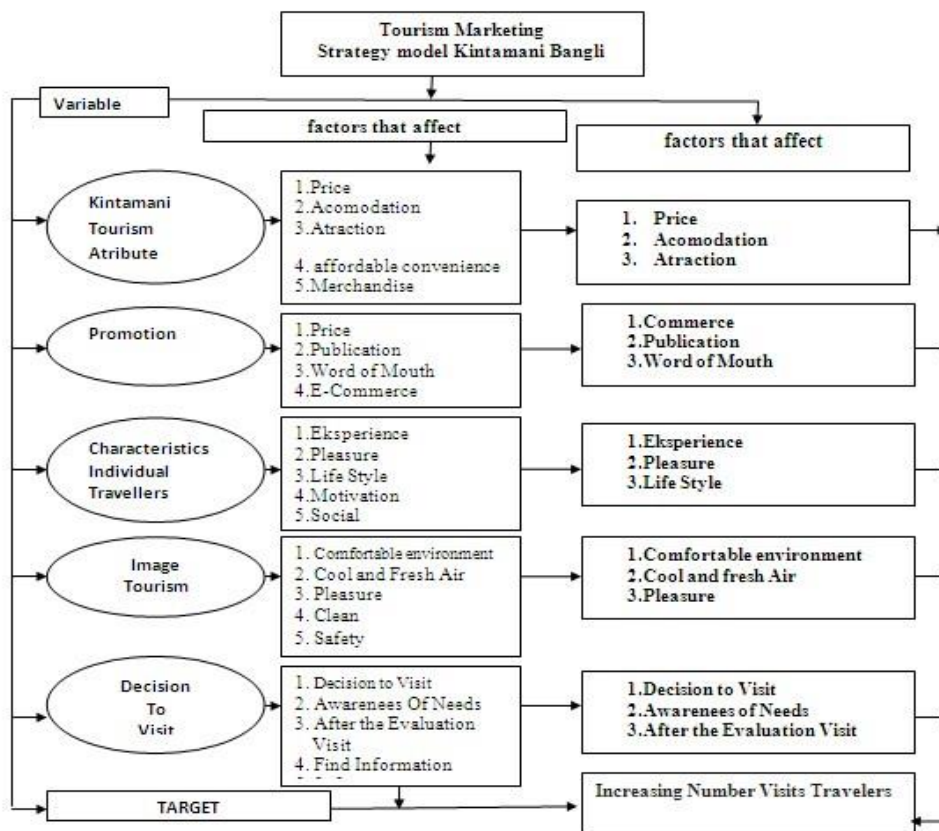 Tourism Marketing
Strategy model Kintamani Bangli
Variable
factors that affect
factors that affect
Kintamani
Tourism
Atribute
1.Price
2.Acomodation
3.Atraction
4. affordable convenience
5.Merchandise
1. Price
2. Acomodation
3. Atraction
Promotion
1.Price
2.Publication
3.Word of Mouth
4.E-Commerce
1.Commerce
2.Publication
3.Word of Mouth
Characteristics
Individual
Travellers
1.Eksperience
2.Pleasure
3.Life Style
4.Motivation
5.Social
1.Eksperience
2.Pleasure
3.Life Style
Image
Tourism
1. Comfortable environment
2. Cool and Fresh Air
3. Pleasure
4. Clean
5. Safety
1.Comfortable environment
2.Cool and fresh Air
3.Pleasure
Decision
To
Visit
1. Decision to Visit
2. Awarenees Of Needs
3. After the Evaluation
Visit
4. Find Information
1.Decision to Visit
2.Awarenees of Needs
3.After the Evaluation Visit
TARGET
Increasing Number Visits Travelers